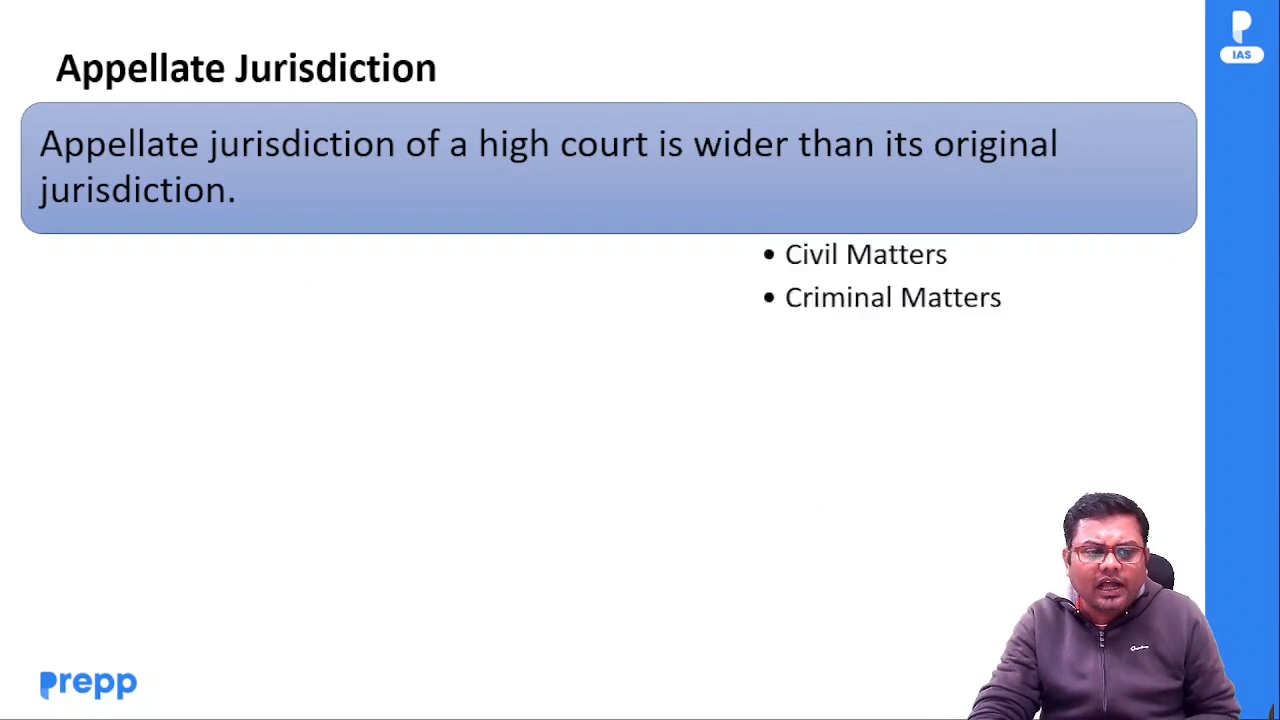 IAS
Appellate Jurisdiction
Appellate jurisdiction of a high court is wider than its original
jurisdiction.
• Civil Matters
• Criminal Matters
prepp